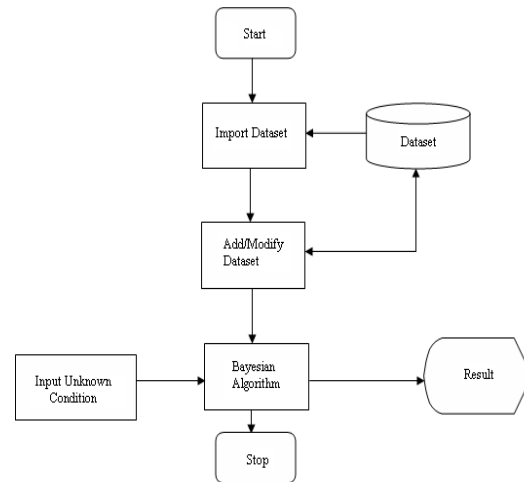 Start
Import Dataset
Dataset
Add/Modify
Dataset
Bayesian
Algorithm
Input Unknown
Condition
Result
Stop